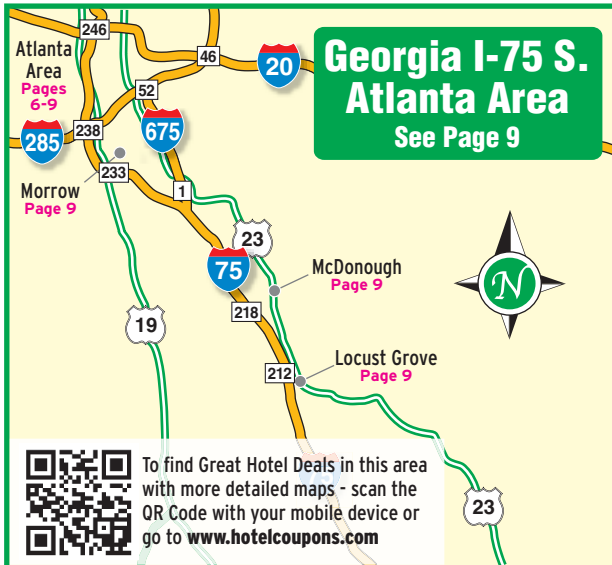 246
Atlanta
Area
Pages
6-9
46
20
Georgia I-75 S.
Atlanta Area
See Page 9
52
285
238
675
Morrow
Page 9
233
1
23
75
McDonough
Page 9
N
19
218
Locust Grove
Page 9
212
To find Great Hotel Deals in this area
with more detailed maps - scan the
QR Code with your mobile device or
go to www.hotelcoupons.com
75
23